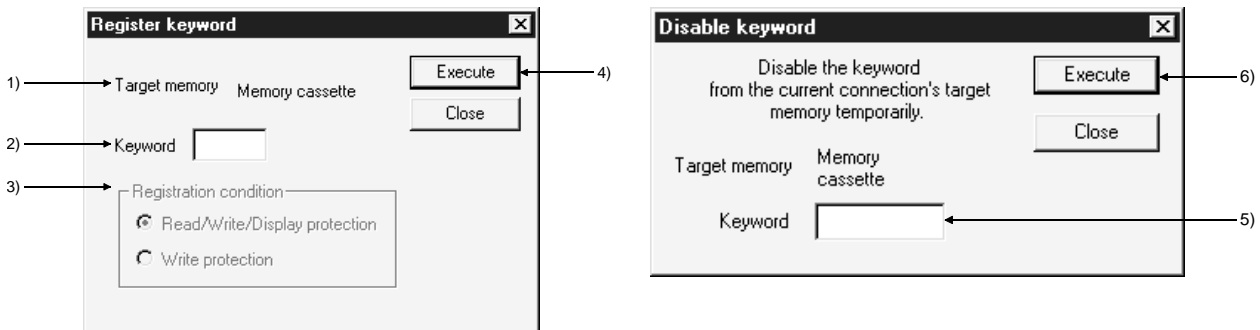 Register keyword
1)
Target memory Memory cassette
Execute
4)
Close
2)
Keyword
3)
Registration condition
Read/Write/Display protection
Write protection
Disable keyword
Disable the keyword
from the current connection's target
memory temporarily.
Execute
6)
Close
Target memory Memory
cassette
Keyword
5)